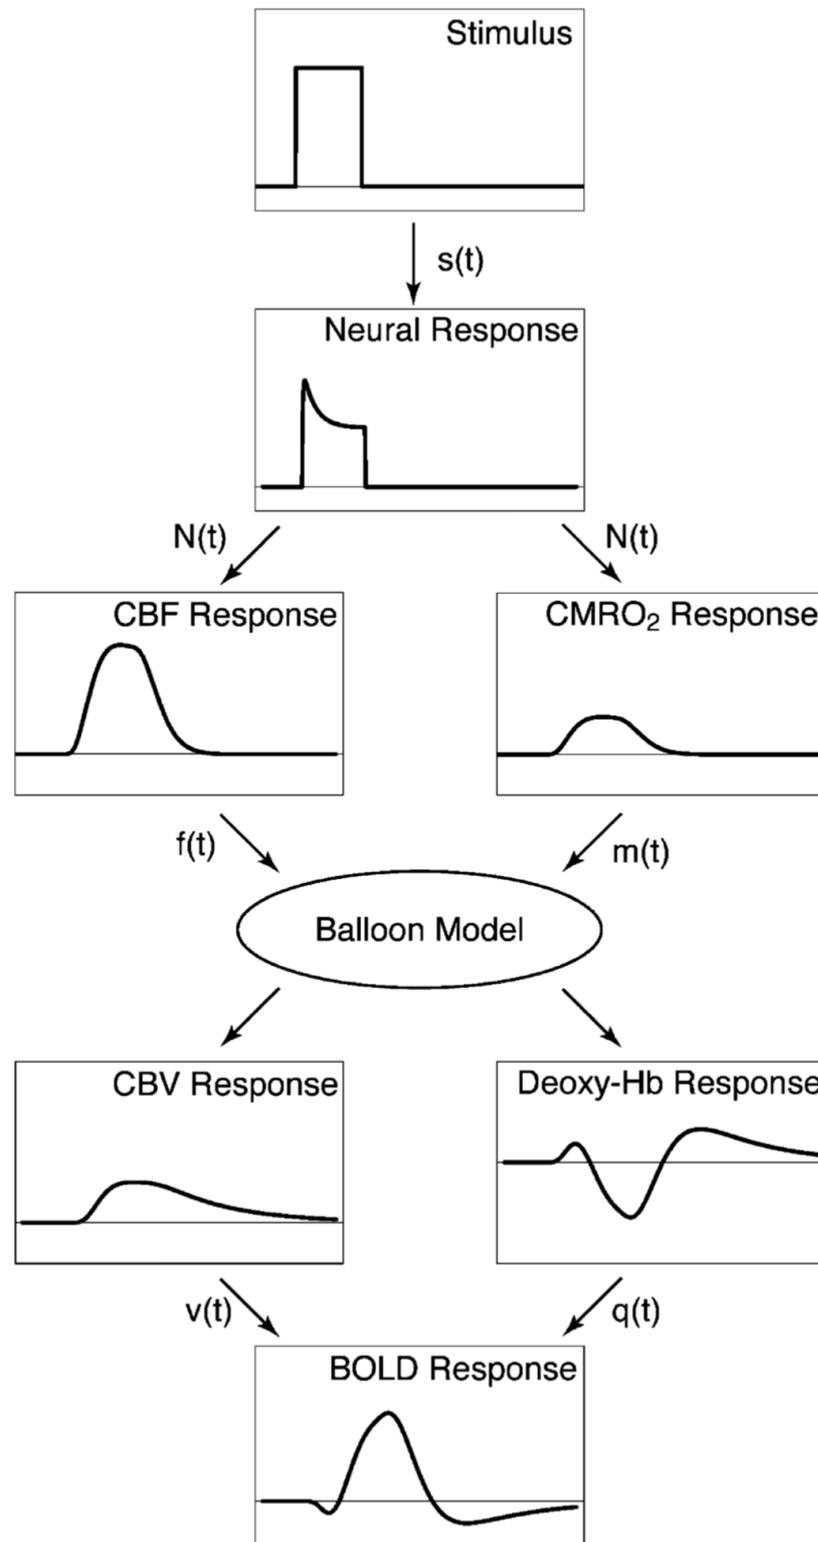 Stimulus
s(t)
Neural Response
N(t)
N(t)
CBF Response
CMRO₂ Response
f(t)
m(t)
Balloon Model
CBV Response
Deoxy-Hb Response
v(t)
q(t)
BOLD Response